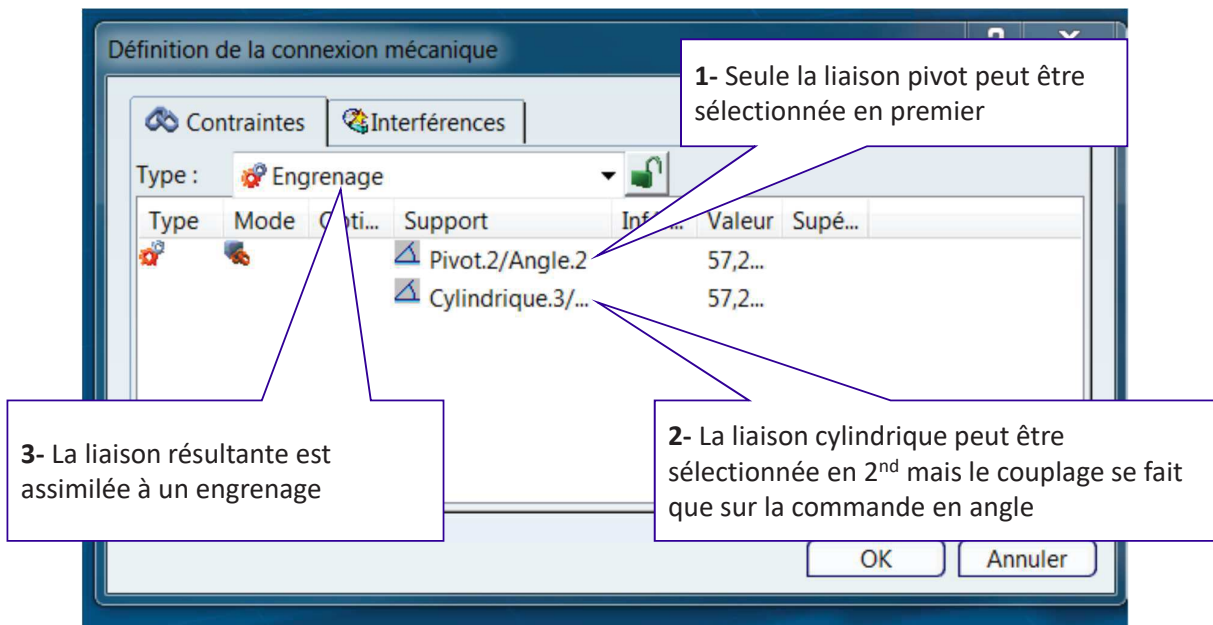 Définition de la connexion mécanique
1- Seule la liaison pivot peut être
sélectionnée en premier
Contraintes
Interférences
Type :
Engrenage
Type Mode Opti... Support Valeur Supé...
Pivot.2/Angle.2 57,2...
Cylindrique.3/... 57,2...
3- La liaison résultante est
assimilée à un engrenage
2- La liaison cylindrique peut être
sélectionnée en 2nd mais le couplage se fait
que sur la commande en angle
OK
Annuler